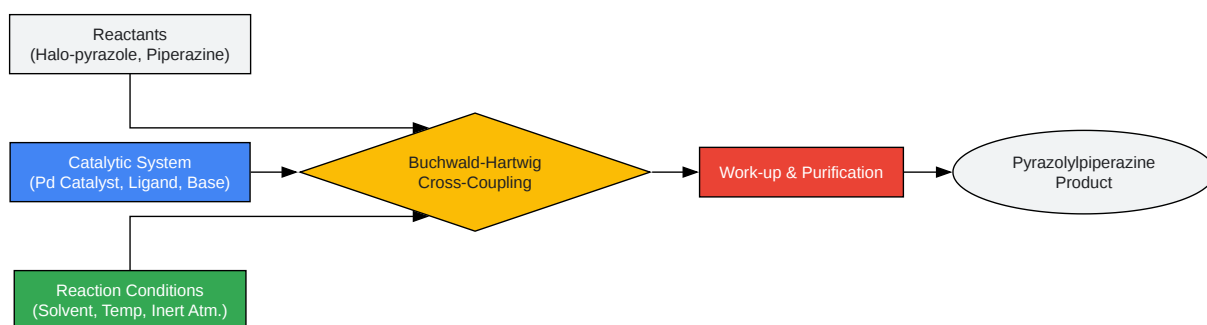 Reactants
(Halo-pyrazole, Piperazine)
Catalytic System
(Pd Catalyst, Ligand, Base)
Reaction Conditions
(Solvent, Temp, Inert Atm.)
Buchwald-Hartwig
Cross-Coupling
Work-up & Purification
Pyrazolylpiperazine
Product